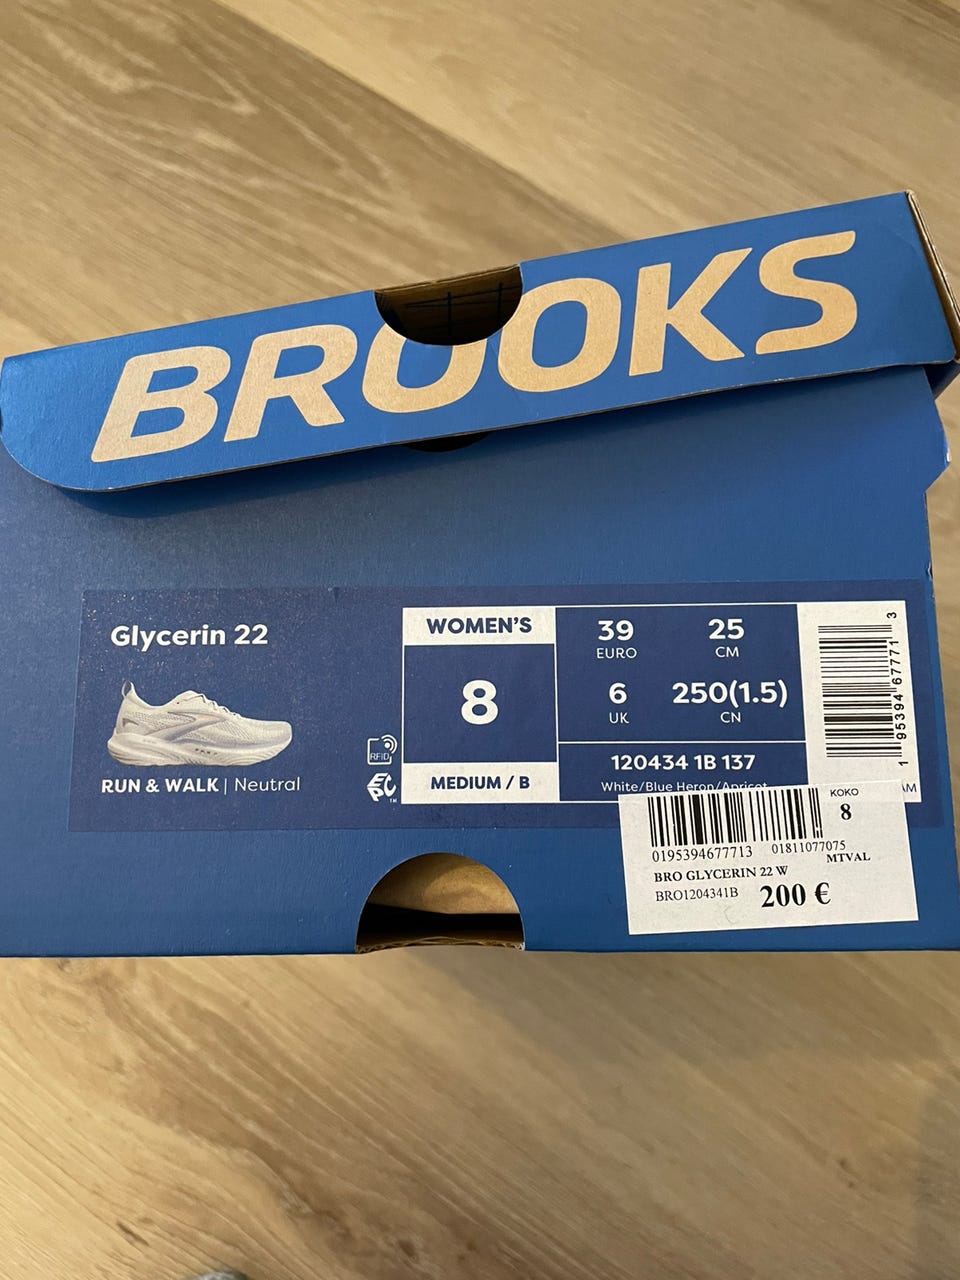 BROOKS
Glycerin 22
RUN & WALK | Neutral
RFID
WOMEN'S
8
MEDIUM / B
39
EURO
25
CM
6
UK
250(1.5)
CN
120434 1B 137
White/Blue Heron/Apricot
1 95394 67771 3
AM
KOKO
8
0195394677713 01811077075
MTVAL
BRO GLYCERIN 22 W
BRO1204341B 200 €